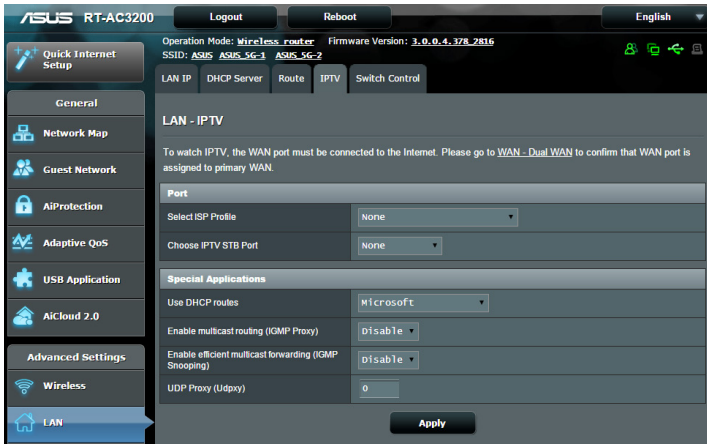 ASUS RT-AC3200 Logout Reboot English
Quick Internet Setup
Operation Mode: Wireless router Firmware Version: 3.0.0.4.378_2816
SSID: ASUS ASUS_5G-1 ASUS_5G-2
LAN IP DHCP Server Route IPTV Switch Control
General
Network Map
Guest Network
AiProtection
Adaptive QoS
USB Application
AiCloud 2.0
Advanced Settings
Wireless
LAN
LAN - IPTV
To watch IPTV, the WAN port must be connected to the Internet. Please go to WAN - Dual WAN to confirm that WAN port is
assigned to primary WAN.
Port
Select ISP Profile None
Choose IPTV STB Port None
Special Applications
Use DHCP routes Microsoft
Enable multicast routing (IGMP Proxy) Disable
Enable efficient multicast forwarding (IGMP
Snooping) Disable
UDP Proxy (Udpxy) 0
Apply